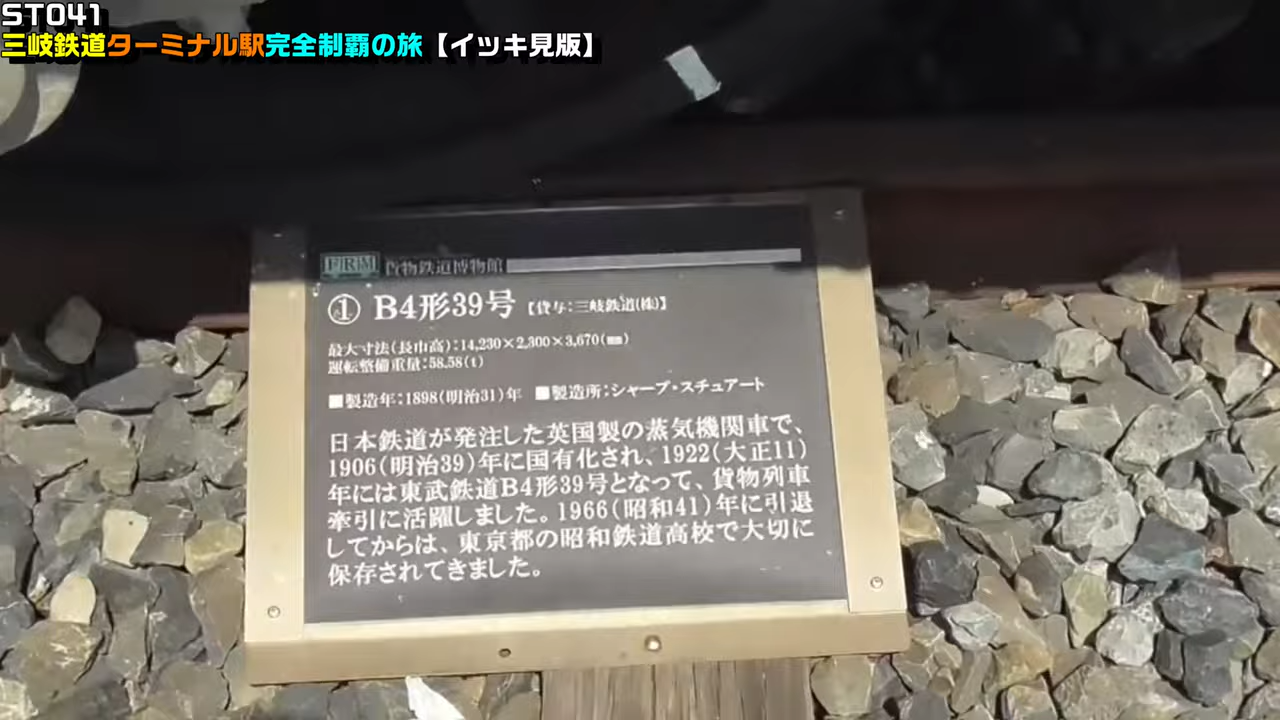 ST041
三岐鉄道ターミナル駅完全制覇の旅【イツキ見版】
FRM 貨物鉄道博物館
① B4形39号【貸与:三岐鉄道(株)】
最大寸法(長巾高):14,230×2,300×3,670(㎜)
運転整備重量:58.58(t)
■製造年:1898(明治31)年 ■製造所:シャープ・スチュアート
日本鉄道が発注した英国製の蒸気機関車で、
1906(明治39)年に国有化され、1922(大正11)
年には東武鉄道B4形39号となって、貨物列車
牽引に活躍しました。1966(昭和41)年に引退
してからは、東京都の昭和鉄道高校で大切に
保存されてきました。